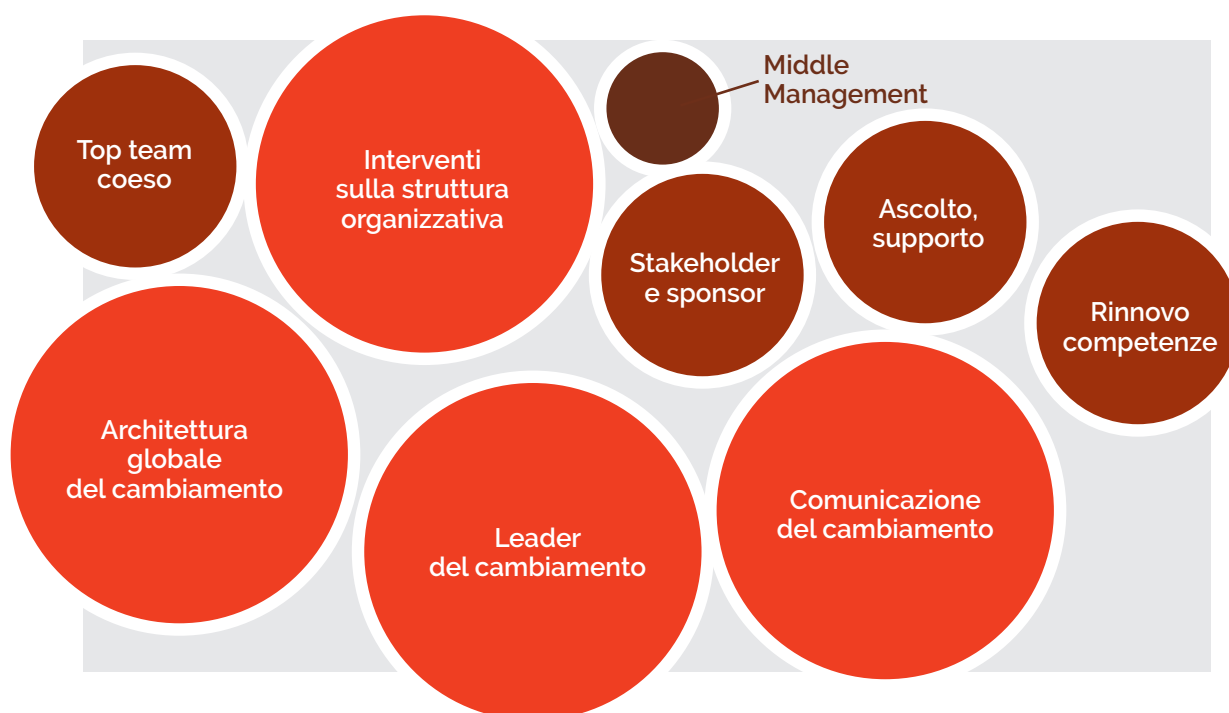 Middle
Management
Top team
coeso
Interventi
sulla struttura
organizzativa
Ascolto,
supporto
Stakeholder
e sponsor
Rinnovo
competenze
Architettura
globale
del cambiamento
Comunicazione
del cambiamento
Leader
del cambiamento